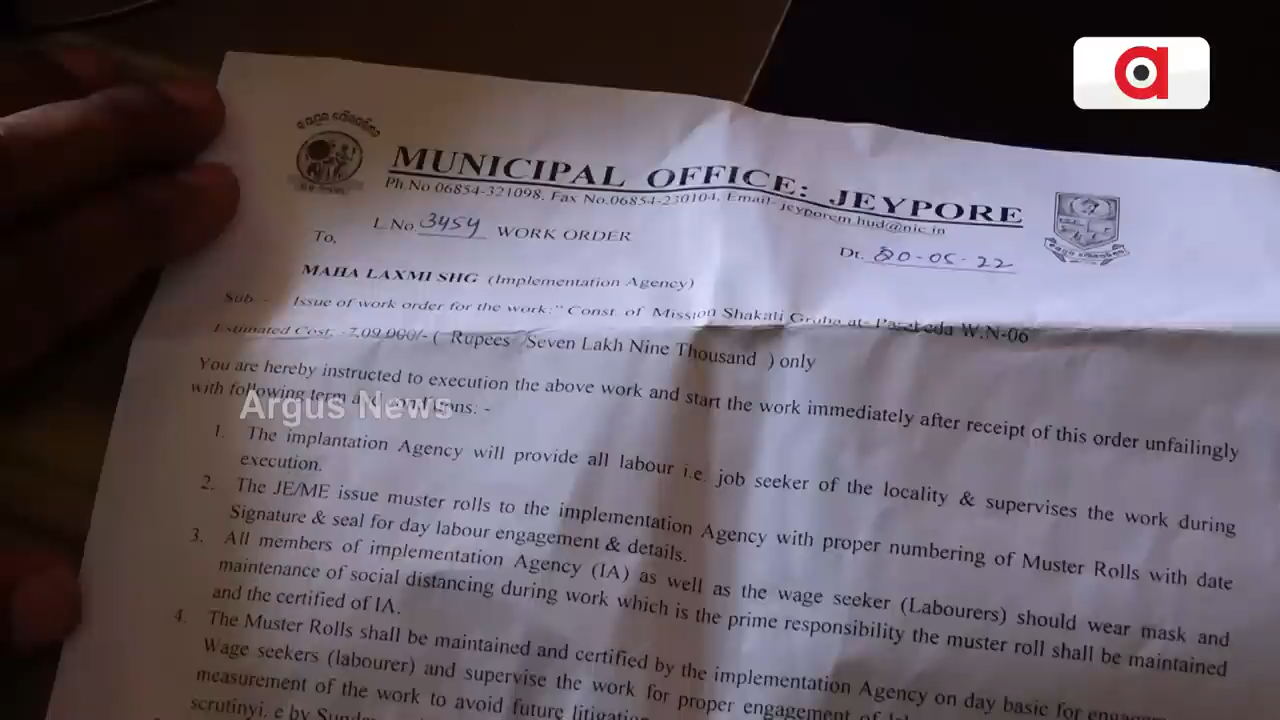 MUNICIPAL OFFICE: JEYPORE
Ph.No.06854-321098, Fax No.06854-230104, Email- jeyporem.hud@nic.in
L.No 3454 WORK ORDER
To,
Dt. 30-05-22
MAHA LAXMI SHG (Implementation Agency)
Sub - Issue of work order for the work:" Const. of Mission Shakati Gruha at- Parabeda W.N-06
Estimated Cost. -7,09,000/- ( Rupees Seven Lakh Nine Thousand ) only
You are hereby instructed to execution the above work and start the work immediately after receipt of this order unfailingly
with following term and conditions: -
Argus News
1. The implantation Agency will provide all labour i.e. job seeker of the locality & supervises the work during
execution.
2. The JE/ME issue muster rolls to the implementation Agency with proper numbering of Muster Rolls with date
Signature & seal for day labour engagement & details.
3. All members of implementation Agency (IA) as well as the wage seeker (Labourers) should wear mask and
maintenance of social distancing during work which is the prime responsibility the muster roll shall be maintained
and the certified of IA.
4. The Muster Rolls shall be maintained and certified by the implementation Agency on day basic for
Wage seekers (labourer) and supervise the work for proper engagement of
measurement of the work to avoid future
scrutinyi. e by